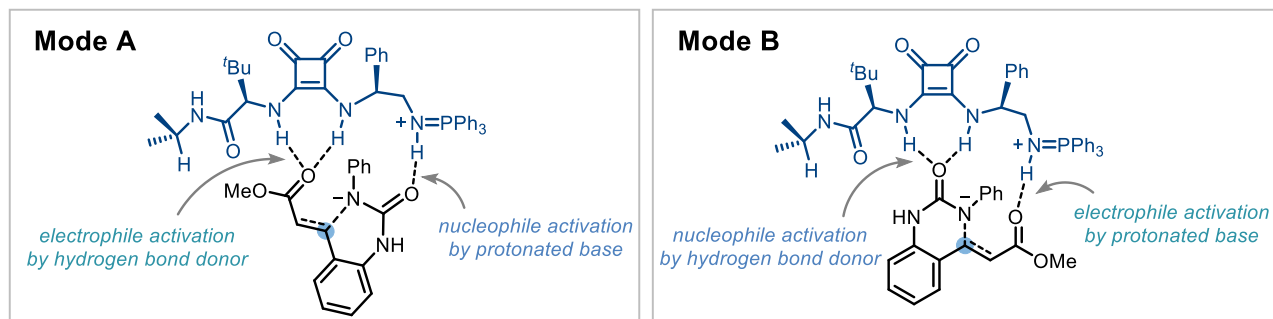 Mode A
O
O
Ph
tBu
H
N
N
N
O
H
H
H
+
N=PPh3
H
O
MeO
Ph
N
−
O
NH
electrophile activation
by hydrogen bond donor
nucleophile activation
by protonated base
Mode B
O
O
Ph
tBu
H
N
N
N
O
H
H
H
+
N=PPh3
H
O
HN
N
−
Ph
O
OMe
nucleophile activation
by hydrogen bond donor
electrophile activation
by protonated base